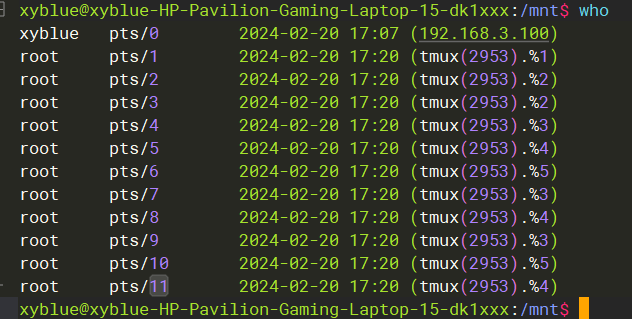 xyblue@xyblue-HP-Pavilion-Gaming-Laptop-15-dk1xxx:/mnt$ who
xyblue   pts/0        2024-02-20 17:07 (192.168.3.100)
root     pts/1        2024-02-20 17:20 (tmux(2953).%1)
root     pts/2        2024-02-20 17:20 (tmux(2953).%2)
root     pts/3        2024-02-20 17:20 (tmux(2953).%2)
root     pts/4        2024-02-20 17:20 (tmux(2953).%3)
root     pts/5        2024-02-20 17:20 (tmux(2953).%4)
root     pts/6        2024-02-20 17:20 (tmux(2953).%5)
root     pts/7        2024-02-20 17:20 (tmux(2953).%3)
root     pts/8        2024-02-20 17:20 (tmux(2953).%4)
root     pts/9        2024-02-20 17:20 (tmux(2953).%3)
root     pts/10       2024-02-20 17:20 (tmux(2953).%5)
root     pts/11       2024-02-20 17:20 (tmux(2953).%4)
xyblue@xyblue-HP-Pavilion-Gaming-Laptop-15-dk1xxx:/mnt$